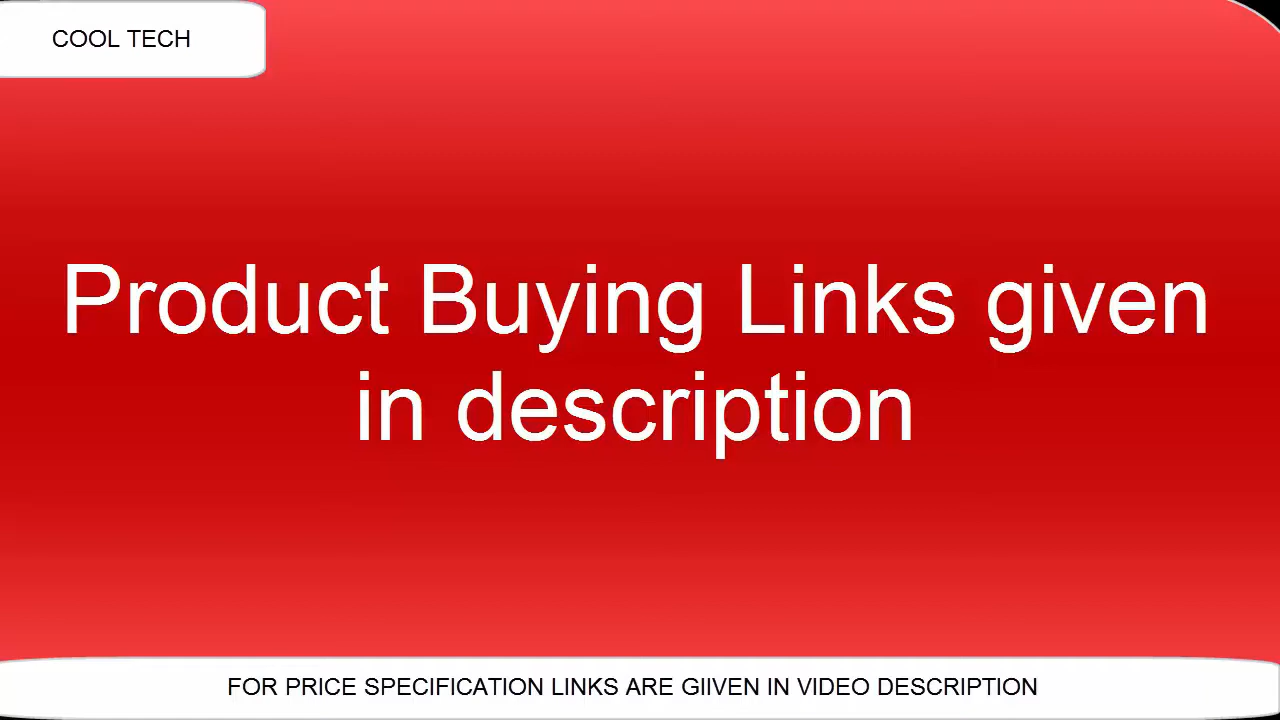 COOL TECH
Product Buying Links given
in description
FOR PRICE SPECIFICATION LINKS ARE GIIVEN IN VIDEO DESCRIPTION